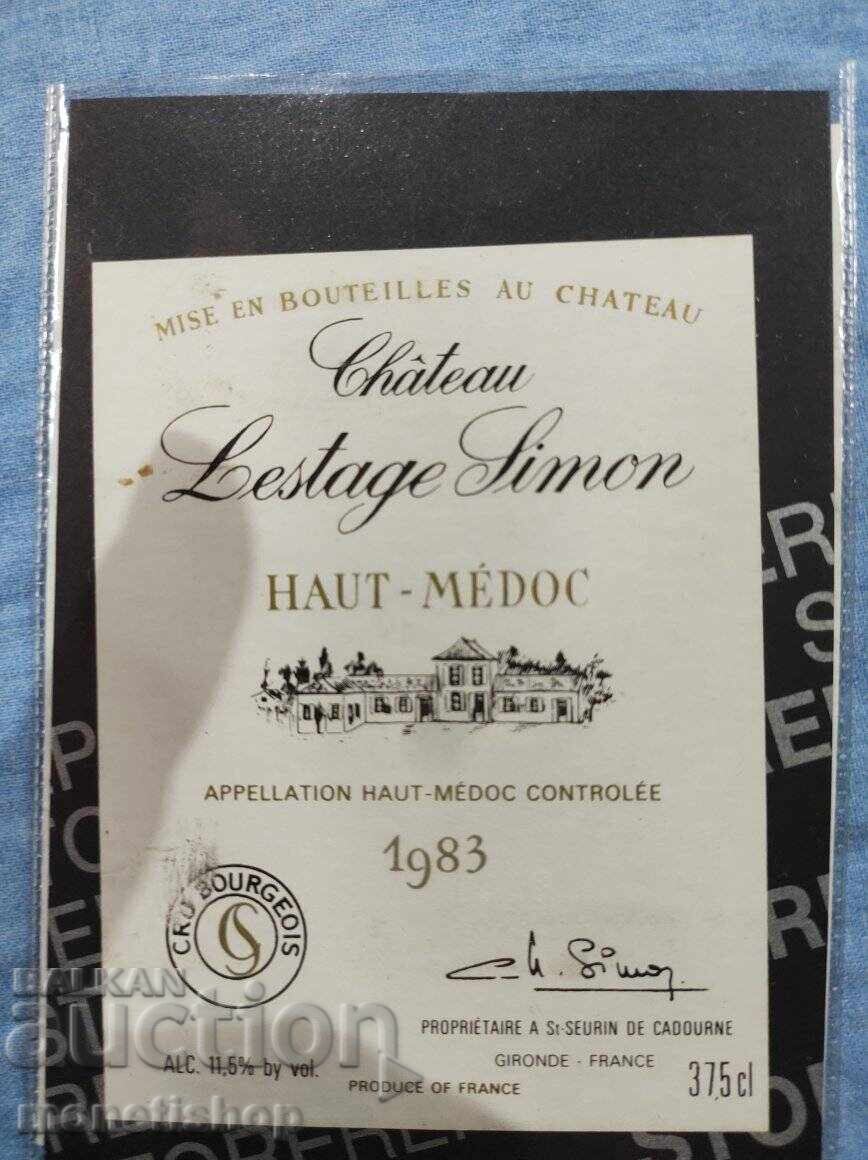 MISE EN BOUTEILLES AU CHATEAU
Château
Lestage Simon
HAUT-MÉDOC
APPELLATION HAUT-MÉDOC CONTROLÉE
1983
CRU BOURGEOIS
Ch. Simon
PROPRIÉTAIRE A St-SEURIN DE CADOURNE
GIRONDE - FRANCE
ALC. 11,5% by vol.
PRODUCE OF FRANCE
37,5 cl
BALKAN
auction
monetishop